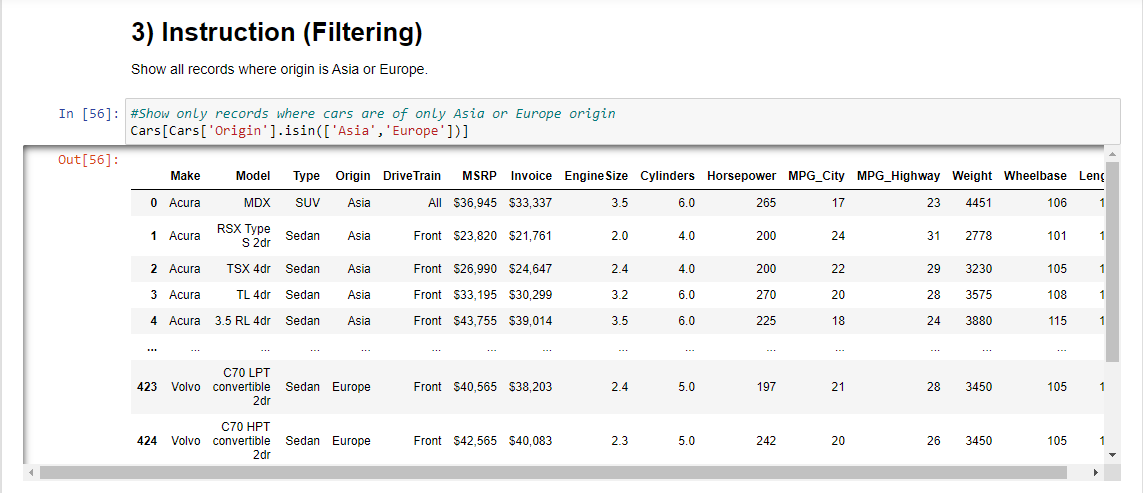 3) Instruction (Filtering)
Show all records where origin is Asia or Europe.
In [56]: #Show only records where cars are of only Asia or Europe origin
Cars[Cars['Origin'].isin(['Asia','Europe'])]
Out[56]:
Make Model Type Origin DriveTrain MSRP Invoice EngineSize Cylinders Horsepower MPG_City MPG_Highway Weight Wheelbase Leng
0 Acura MDX SUV Asia All $36,945 $33,337 3.5 6.0 265 17 23 4451 106 1
RSX Type
1 Acura S 2dr Sedan Asia Front $23,820 $21,761 2.0 4.0 200 24 31 2778 101 1
2 Acura TSX 4dr Sedan Asia Front $26,990 $24,647 2.4 4.0 200 22 29 3230 105 1
3 Acura TL 4dr Sedan Asia Front $33,195 $30,299 3.2 6.0 270 20 28 3575 108 1
4 Acura 3.5 RL 4dr Sedan Asia Front $43,755 $39,014 3.5 6.0 225 18 24 3880 115 1
... ... ... ... ... ... ... ... ... ... ... ... ... ... ...
C70 LPT
423 Volvo convertible Sedan Europe Front $40,565 $38,203 2.4 5.0 197 21 28 3450 105 1
2dr
C70 HPT
424 Volvo convertible Sedan Europe Front $42,565 $40,083 2.3 5.0 242 20 26 3450 105 1
2dr